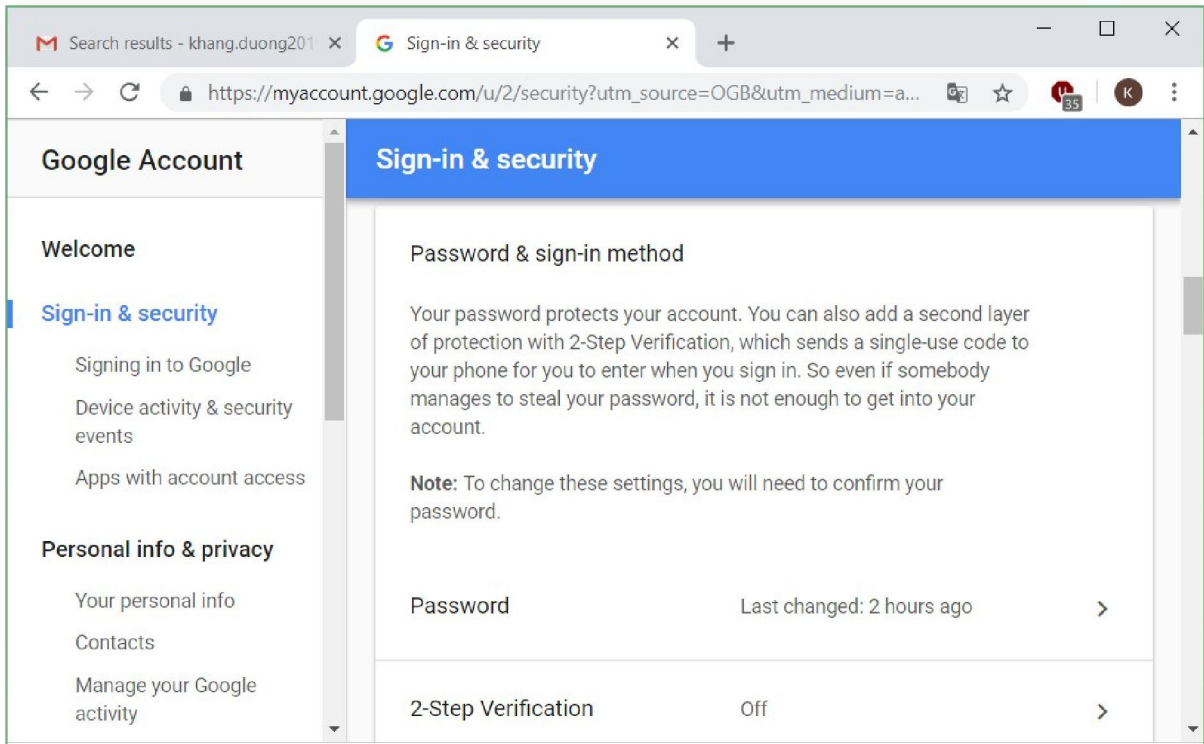 Search results - khang.duong201
Sign-in & security
https://myaccount.google.com/u/2/security?utm_source=OGB&utm_medium=a...
35
K
Google Account
Welcome
Sign-in & security
Signing in to Google
Device activity & security
events
Apps with account access
Personal info & privacy
Your personal info
Contacts
Manage your Google
activity
Sign-in & security
Password & sign-in method
Your password protects your account. You can also add a second layer
of protection with 2-Step Verification, which sends a single-use code to
your phone for you to enter when you sign in. So even if somebody
manages to steal your password, it is not enough to get into your
account.
Note: To change these settings, you will need to confirm your
password.
Password Last changed: 2 hours ago
2-Step Verification Off